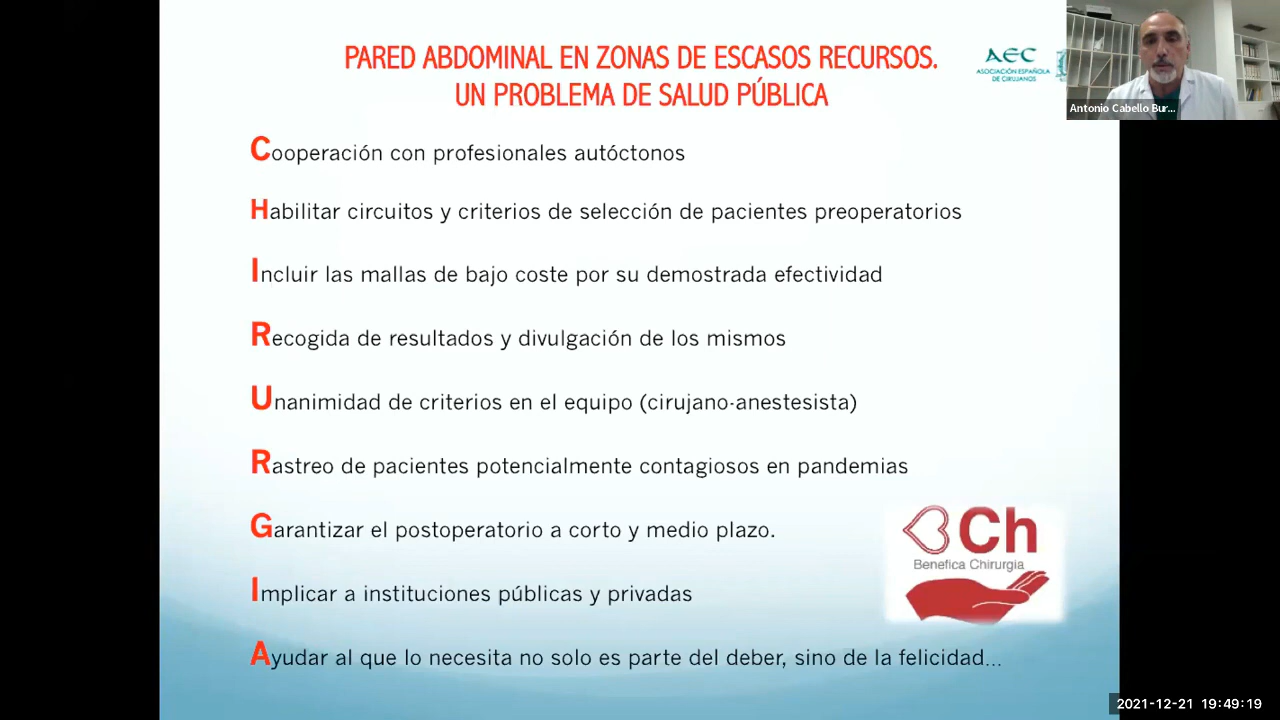 PARED ABDOMINAL EN ZONAS DE ESCASOS RECURSOS.
UN PROBLEMA DE SALUD PÚBLICA
AEC
ASOCIACIÓN ESPAÑOLA
DE CIRUJANOS
Antonio Cabello Bur...
Cooperación con profesionales autóctonos
Habilitar circuitos y criterios de selección de pacientes preoperatorios
Incluir las mallas de bajo coste por su demostrada efectividad
Recogida de resultados y divulgación de los mismos
Unanimidad de criterios en el equipo (cirujano-anestesista)
Rastreo de pacientes potencialmente contagiosos en pandemias
Garantizar el postoperatorio a corto y medio plazo.
Ch
Benefica Chirurgia
Implicar a instituciones públicas y privadas
Ayudar al que lo necesita no solo es parte del deber, sino de la felicidad...
2021-12-21 19:49:19